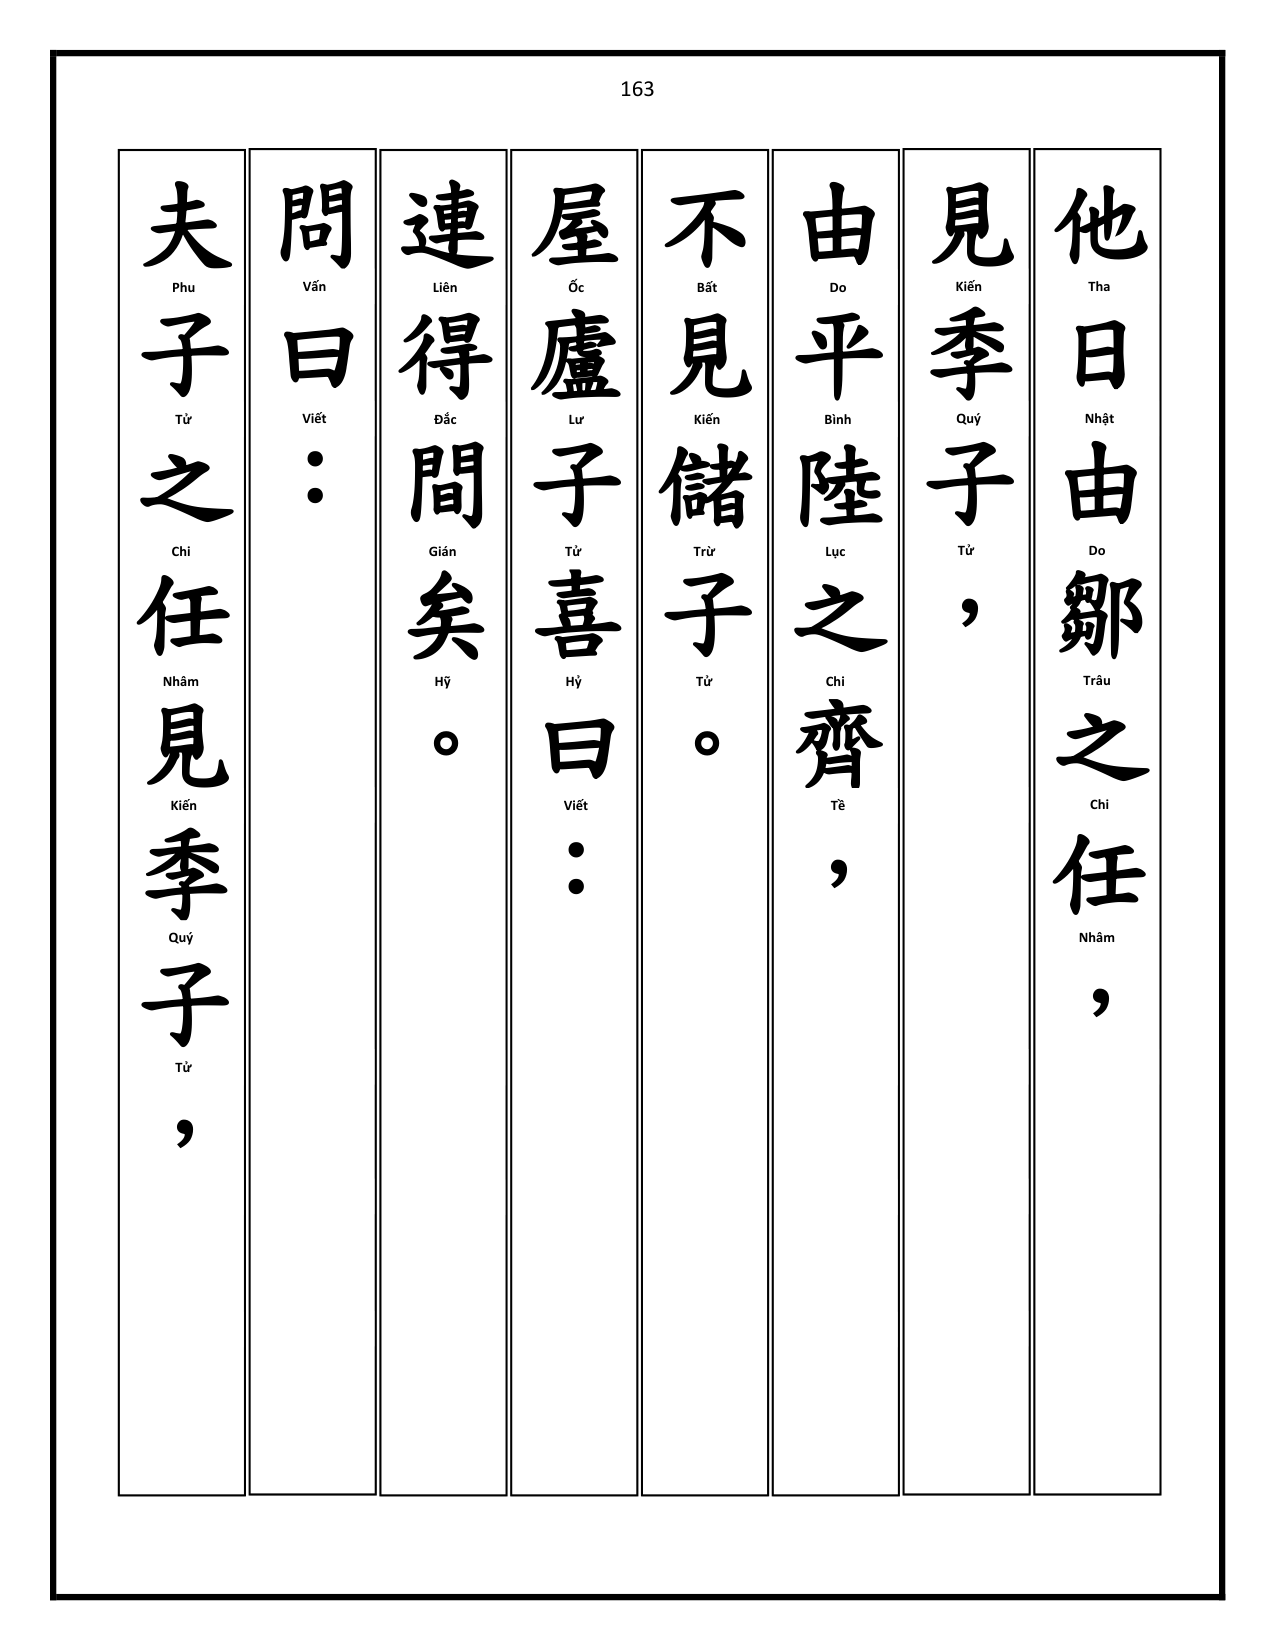 163
他日由鄒之任，
Tha Nhật Do Trâu Chi Nhâm
見季子，
Kiến Quý Tử
由平陸之齊，
Do Bình Lục Chi Tề
不見儲子。
Bất Kiến Trừ Tử
屋廬子喜曰：
Ốc Lư Tử Hỷ Viết
連得間矣。
Liên Đắc Gián Hỹ
問曰：
Vấn Viết
夫子之任見季子，
Phu Tử Chi Nhâm Kiến Quý Tử